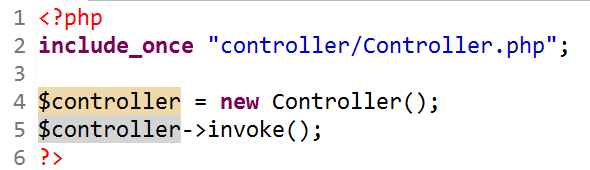 1 <?php
2 include_once "controller/Controller.php";
3
4 $controller = new Controller();
5 $controller->invoke();
6 ?>